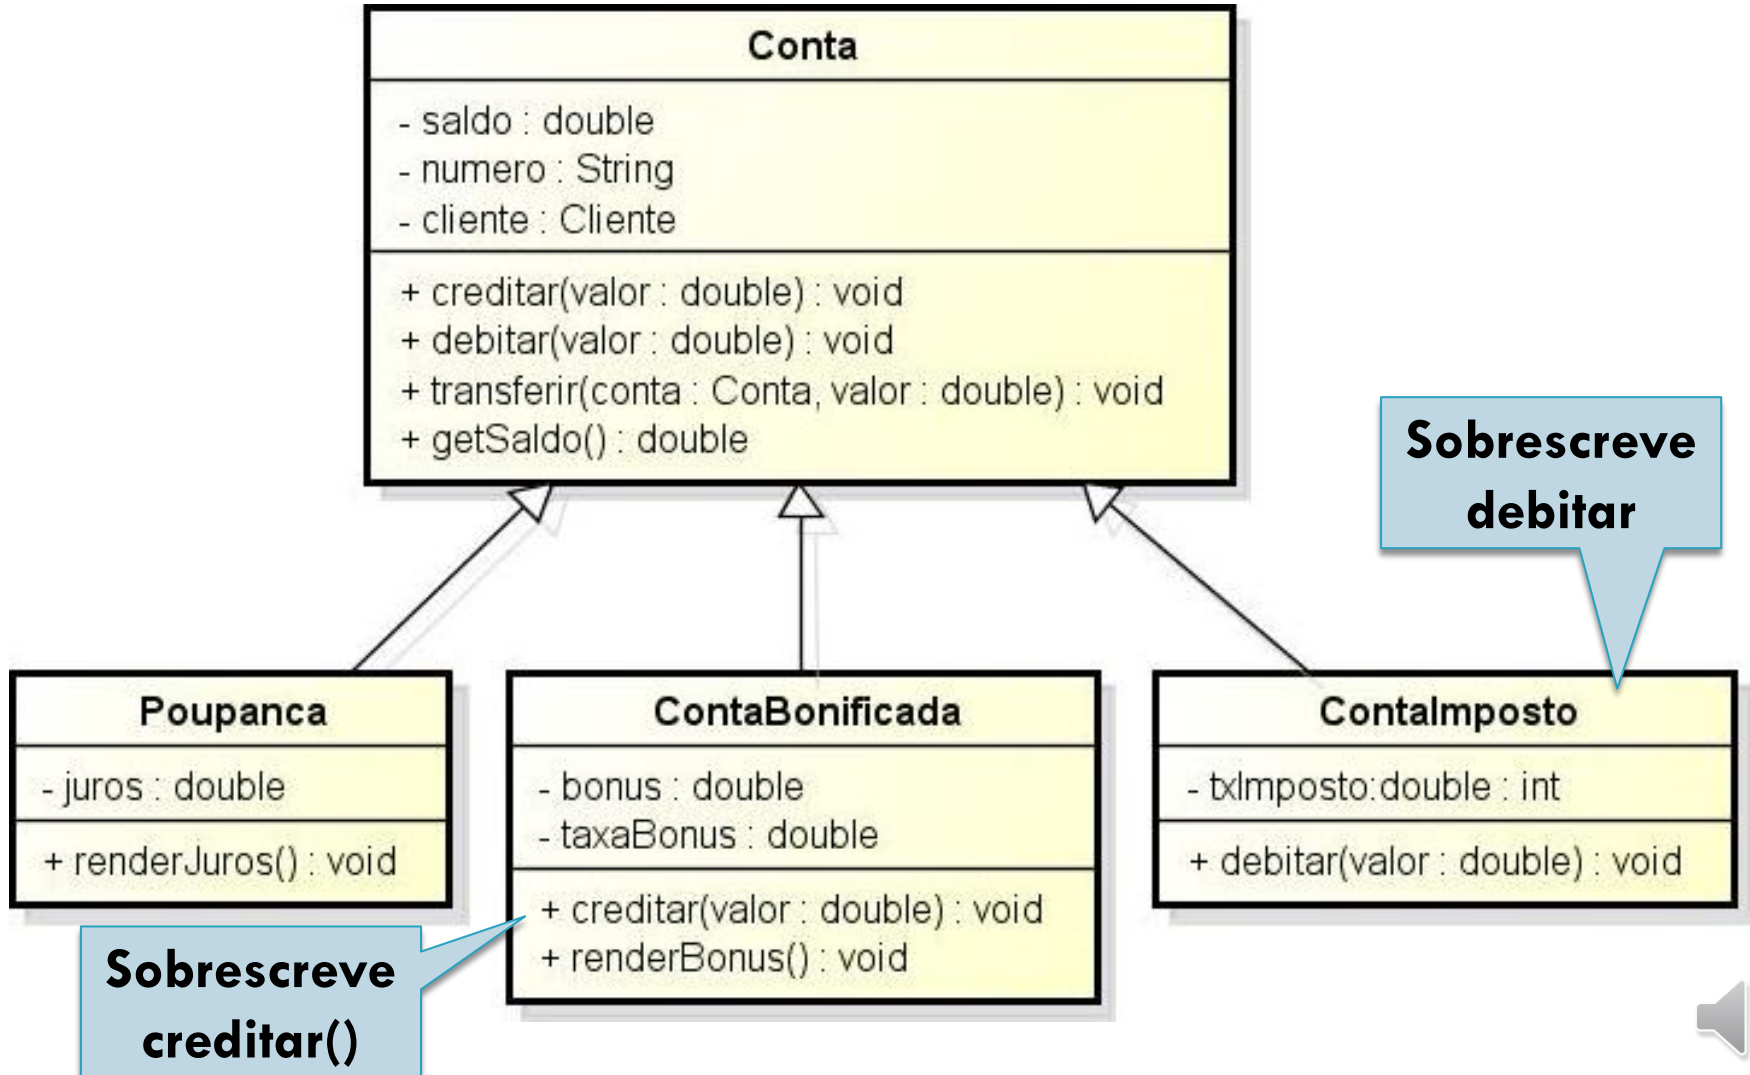 Conta
- saldo : double
- numero : String
- cliente : Cliente
+ creditar(valor : double) : void
+ debitar(valor : double) : void
+ transferir(conta : Conta, valor : double) : void
+ getSaldo() : double
Sobrescreve
debitar
Poupanca
- juros : double
+ renderJuros() : void
ContaBonificada
- bonus : double
- taxaBonus : double
+ creditar(valor : double) : void
+ renderBonus() : void
ContaImposto
- txImposto:double : int
+ debitar(valor : double) : void
Sobrescreve
creditar()